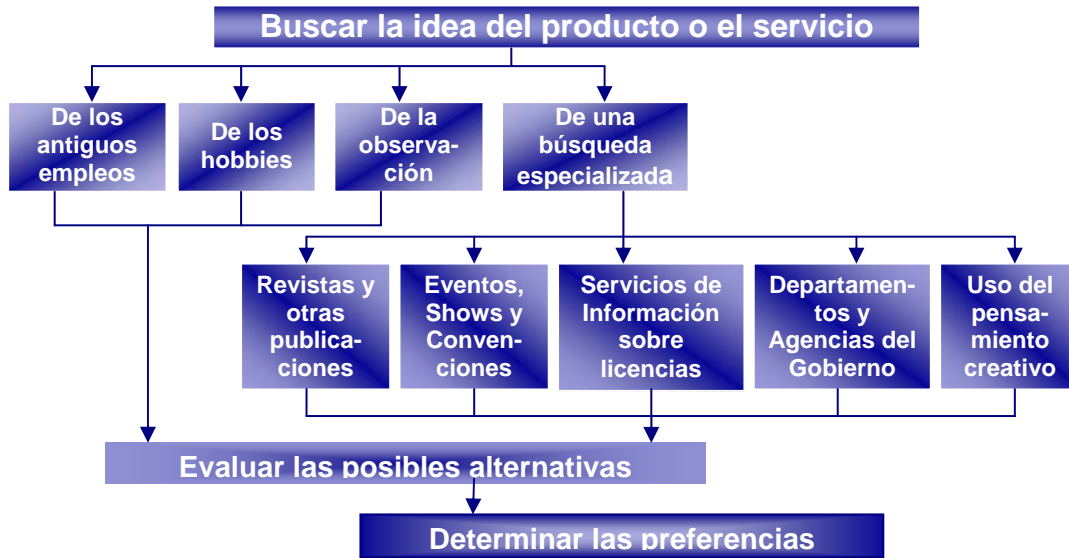 Buscar la idea del producto o el servicio
De los
antiguos
empleos
De los
hobbies
De la
observa-
ción
De una
búsqueda
especializada
Revistas y
otras
publica-
ciones
Eventos,
Shows y
Conven-
ciones
Servicios de
Información
sobre
licencias
Departamen-
tos y
Agencias del
Gobierno
Uso del
pensa-
miento
creativo
Evaluar las posibles alternativas
Determinar las preferencias